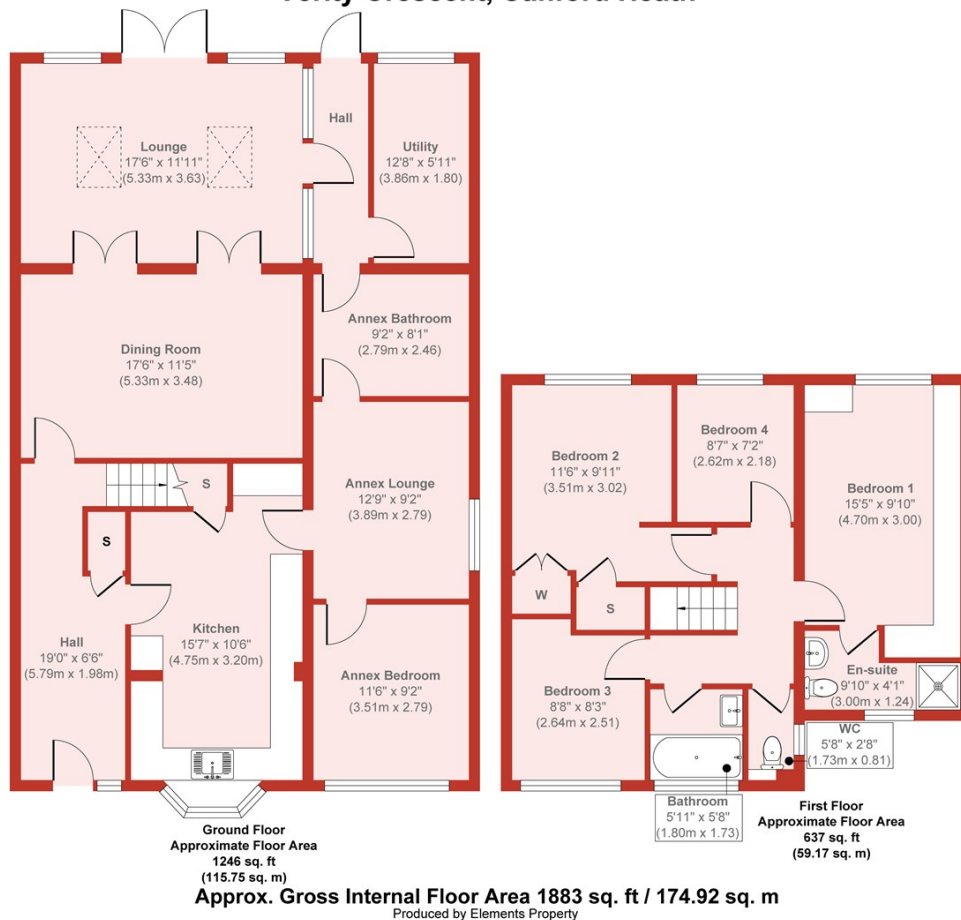 Verity Crescent, Canford Heath
Lounge
17'6" x 11'11"
(5.33m x 3.63)
Hall
Utility
12'8" x 5'11"
(3.86m x 1.80)
Dining Room
17'6" x 11'5"
(5.33m x 3.48)
Annex Bathroom
9'2" x 8'1"
(2.79m x 2.46)
S
S
Annex Lounge
12'9" x 9'2"
(3.89m x 2.79)
Hall
19'0" x 6'6"
(5.79m x 1.98m)
Kitchen
15'7" x 10'6"
(4.75m x 3.20m)
Annex Bedroom
11'6" x 9'2"
(3.51m x 2.79)
Ground Floor
Approximate Floor Area
1246 sq. ft
(115.75 sq. m)
Bedroom 2
11'6" x 9'11"
(3.51m x 3.02)
Bedroom 4
8'7" x 7'2"
(2.62m x 2.18)
Bedroom 1
15'5" x 9'10"
(4.70m x 3.00)
W
S
Bedroom 3
8'8" x 8'3"
(2.64m x 2.51)
En-suite
9'10" x 4'1"
(3.00m x 1.24)
WC
5'8" x 2'8"
(1.73m x 0.81)
Bathroom
5'11" x 5'8"
(1.80m x 1.73)
First Floor
Approximate Floor Area
637 sq. ft
(59.17 sq. m)
Approx. Gross Internal Floor Area 1883 sq. ft / 174.92 sq. m
Produced by Elements Property